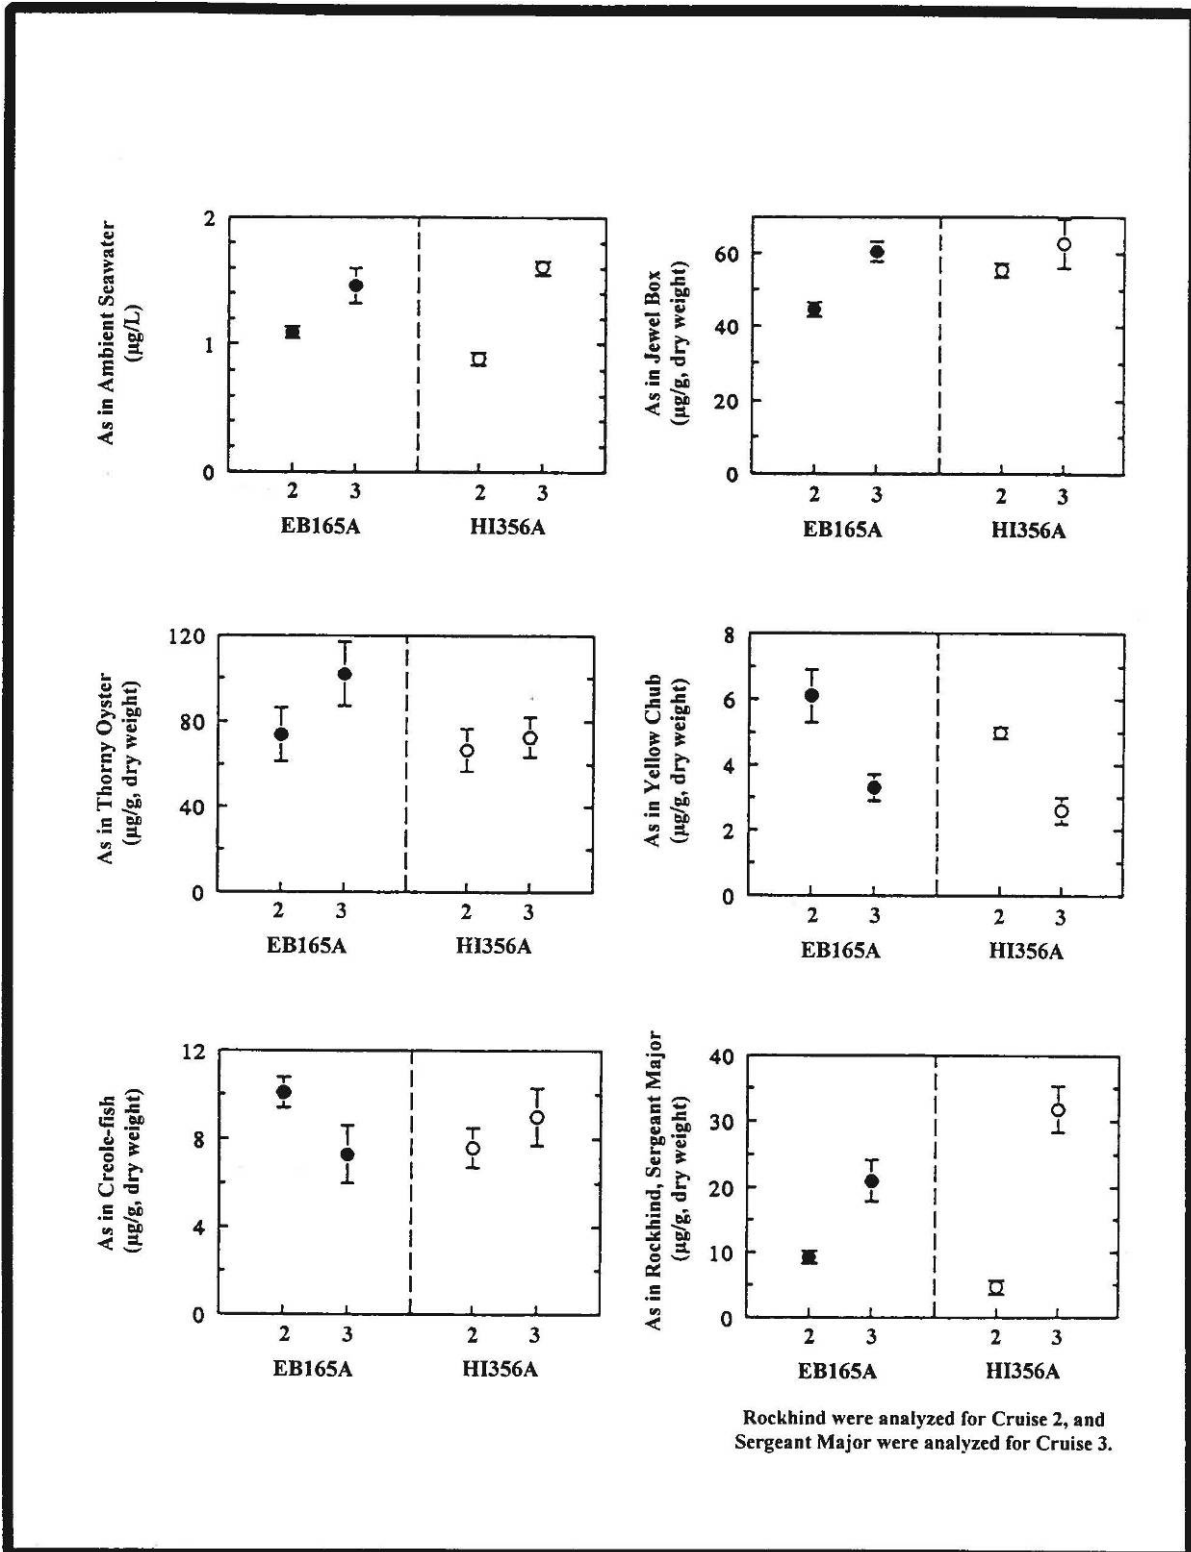 As in Ambient Seawater
(µg/L)
2
1
0
2
3
2
3
EB165A
HI356A
As in Jewel Box
(µg/g, dry weight)
60
40
20
0
2
3
2
3
EB165A
HI356A
As in Thorny Oyster
(µg/g, dry weight)
120
80
40
0
2
3
2
3
EB165A
HI356A
As in Yellow Chub
(µg/g, dry weight)
8
6
4
2
0
2
3
2
3
EB165A
HI356A
As in Creole-fish
(µg/g, dry weight)
12
8
4
0
2
3
2
3
EB165A
HI356A
As in Rockhind, Sergeant Major
(µg/g, dry weight)
40
30
20
10
0
2
3
2
3
EB165A
HI356A
Rockhind were analyzed for Cruise 2, and
Sergeant Major were analyzed for Cruise 3.